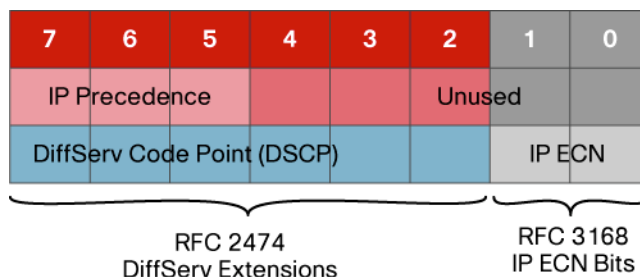 7 6 5 4 3 2 1 0
IP Precedence Unused
DiffServ Code Point (DSCP) IP ECN
RFC 2474
DiffServ Extensions
RFC 3168
IP ECN Bits